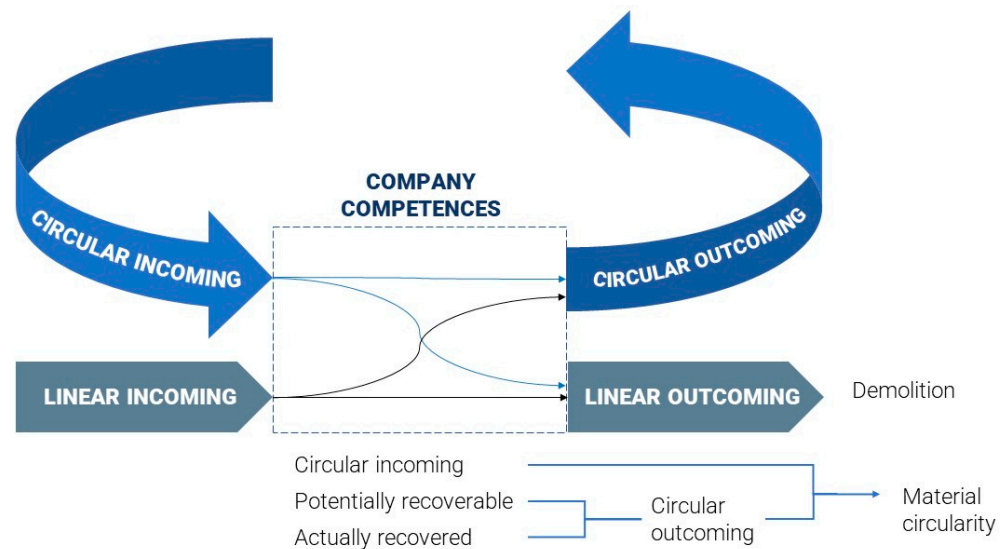 COMPANY
COMPETENCES
CIRCULAR INCOMING
CIRCULAR OUTCOMING
LINEAR INCOMING
LINEAR OUTCOMING
Demolition
Circular incoming
Potentially recoverable
Actually recovered
Circular
outcoming
Material
circularity